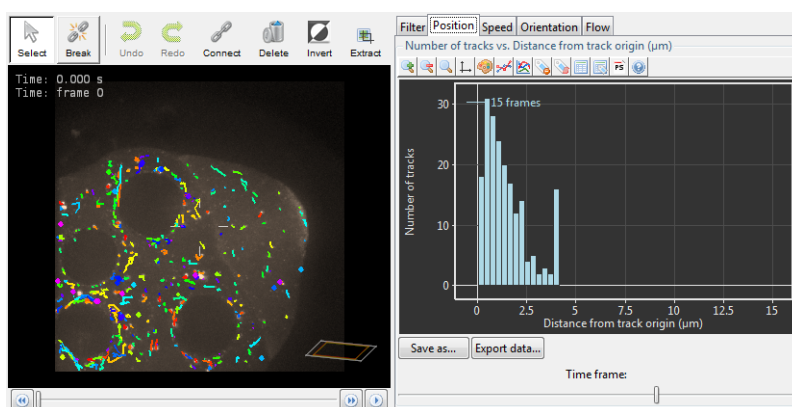 Select Break Undo Redo Connect Delete Invert Extract
Time: 0.000 s
Time: frame 0
Filter Position Speed Orientation Flow
Number of tracks vs. Distance from track origin (µm)
FS
15 frames
Number of tracks
30
20
10
0
0 2.5 5 7.5 10 12.5 15
Distance from track origin (µm)
Save as... Export data...
Time frame: